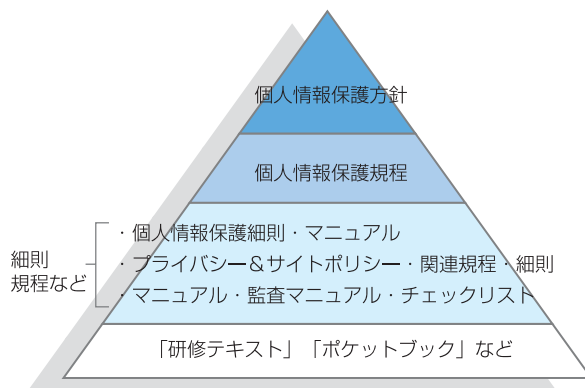 個人情報保護方針
個人情報保護規程
細則
規程など
・個人情報保護細則・マニュアル
・プライバシー＆サイトポリシー・関連規程・細則
・マニュアル・監査マニュアル・チェックリスト
「研修テキスト」「ポケットブック」など